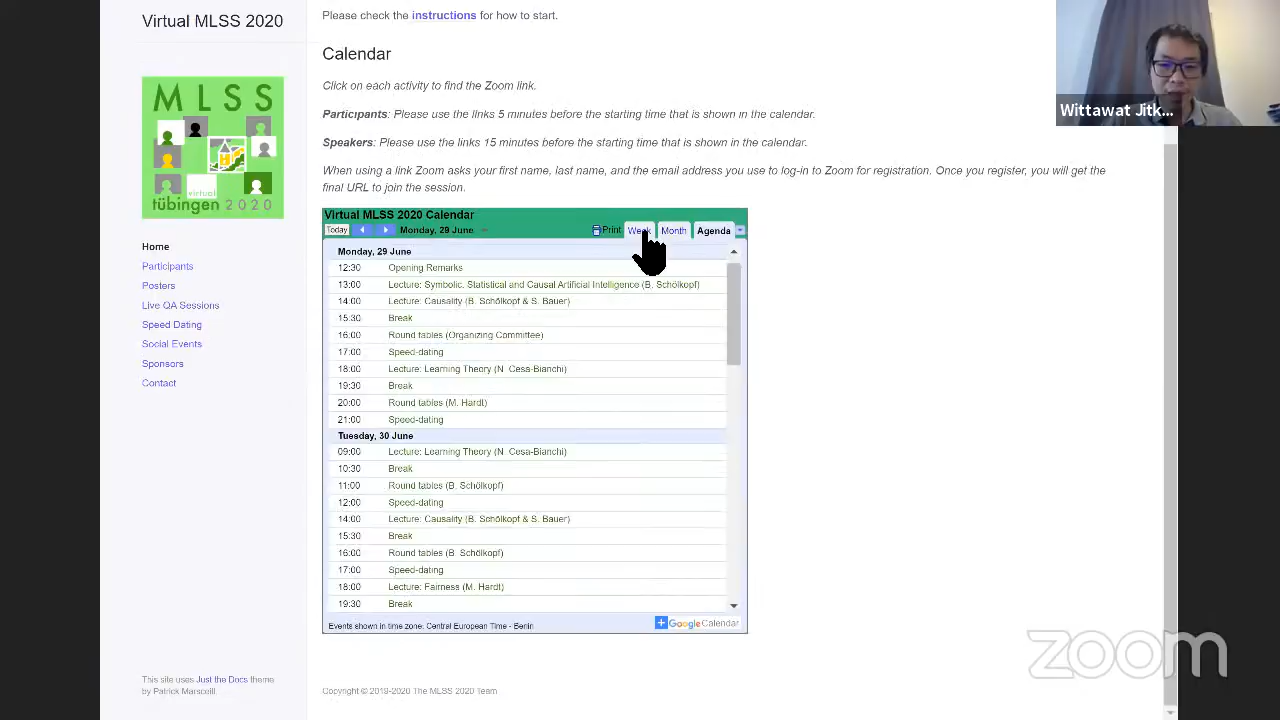 Virtual MLSS 2020
Please check the instructions for how to start.
Wittawat Jitk...
MLSS
virtual
tübingen 2020
Home
Participants
Posters
Live QA Sessions
Speed Dating
Social Events
Sponsors
Contact
Calendar
Click on each activity to find the Zoom link.
Participants: Please use the links 5 minutes before the starting time that is shown in the calendar.
Speakers: Please use the links 15 minutes before the starting time that is shown in the calendar.
When using a link Zoom asks your first name, last name, and the email address you use to log-in to Zoom for registration. Once you register, you will get the
final URL to join the session.
Virtual MLSS 2020 Calendar
Today Monday, 29 June Print Week Month Agenda
Monday, 29 June
12:30 Opening Remarks
13:00 Lecture: Symbolic, Statistical and Causal Artificial Intelligence (B. Schölkopf)
14:00 Lecture: Causality (B. Schölkopf & S. Bauer)
15:30 Break
16:00 Round tables (Organizing Committee)
17:00 Speed-dating
18:00 Lecture: Learning Theory (N. Cesa-Bianchi)
19:30 Break
20:00 Round tables (M. Hardt)
21:00 Speed-dating
Tuesday, 30 June
09:00 Lecture: Learning Theory (N. Cesa-Bianchi)
10:30 Break
11:00 Round tables (B. Schölkopf)
12:00 Speed-dating
14:00 Lecture: Causality (B. Schölkopf & S. Bauer)
15:30 Break
16:00 Round tables (B. Schölkopf)
17:00 Speed-dating
18:00 Lecture: Fairness (M. Hardt)
19:30 Break
Events shown in time zone: Central European Time - Berlin
+ Google Calendar
This site uses Just the Docs theme
by Patrick Marsceill.
Copyright © 2019-2020 The MLSS 2020 Team
zoom